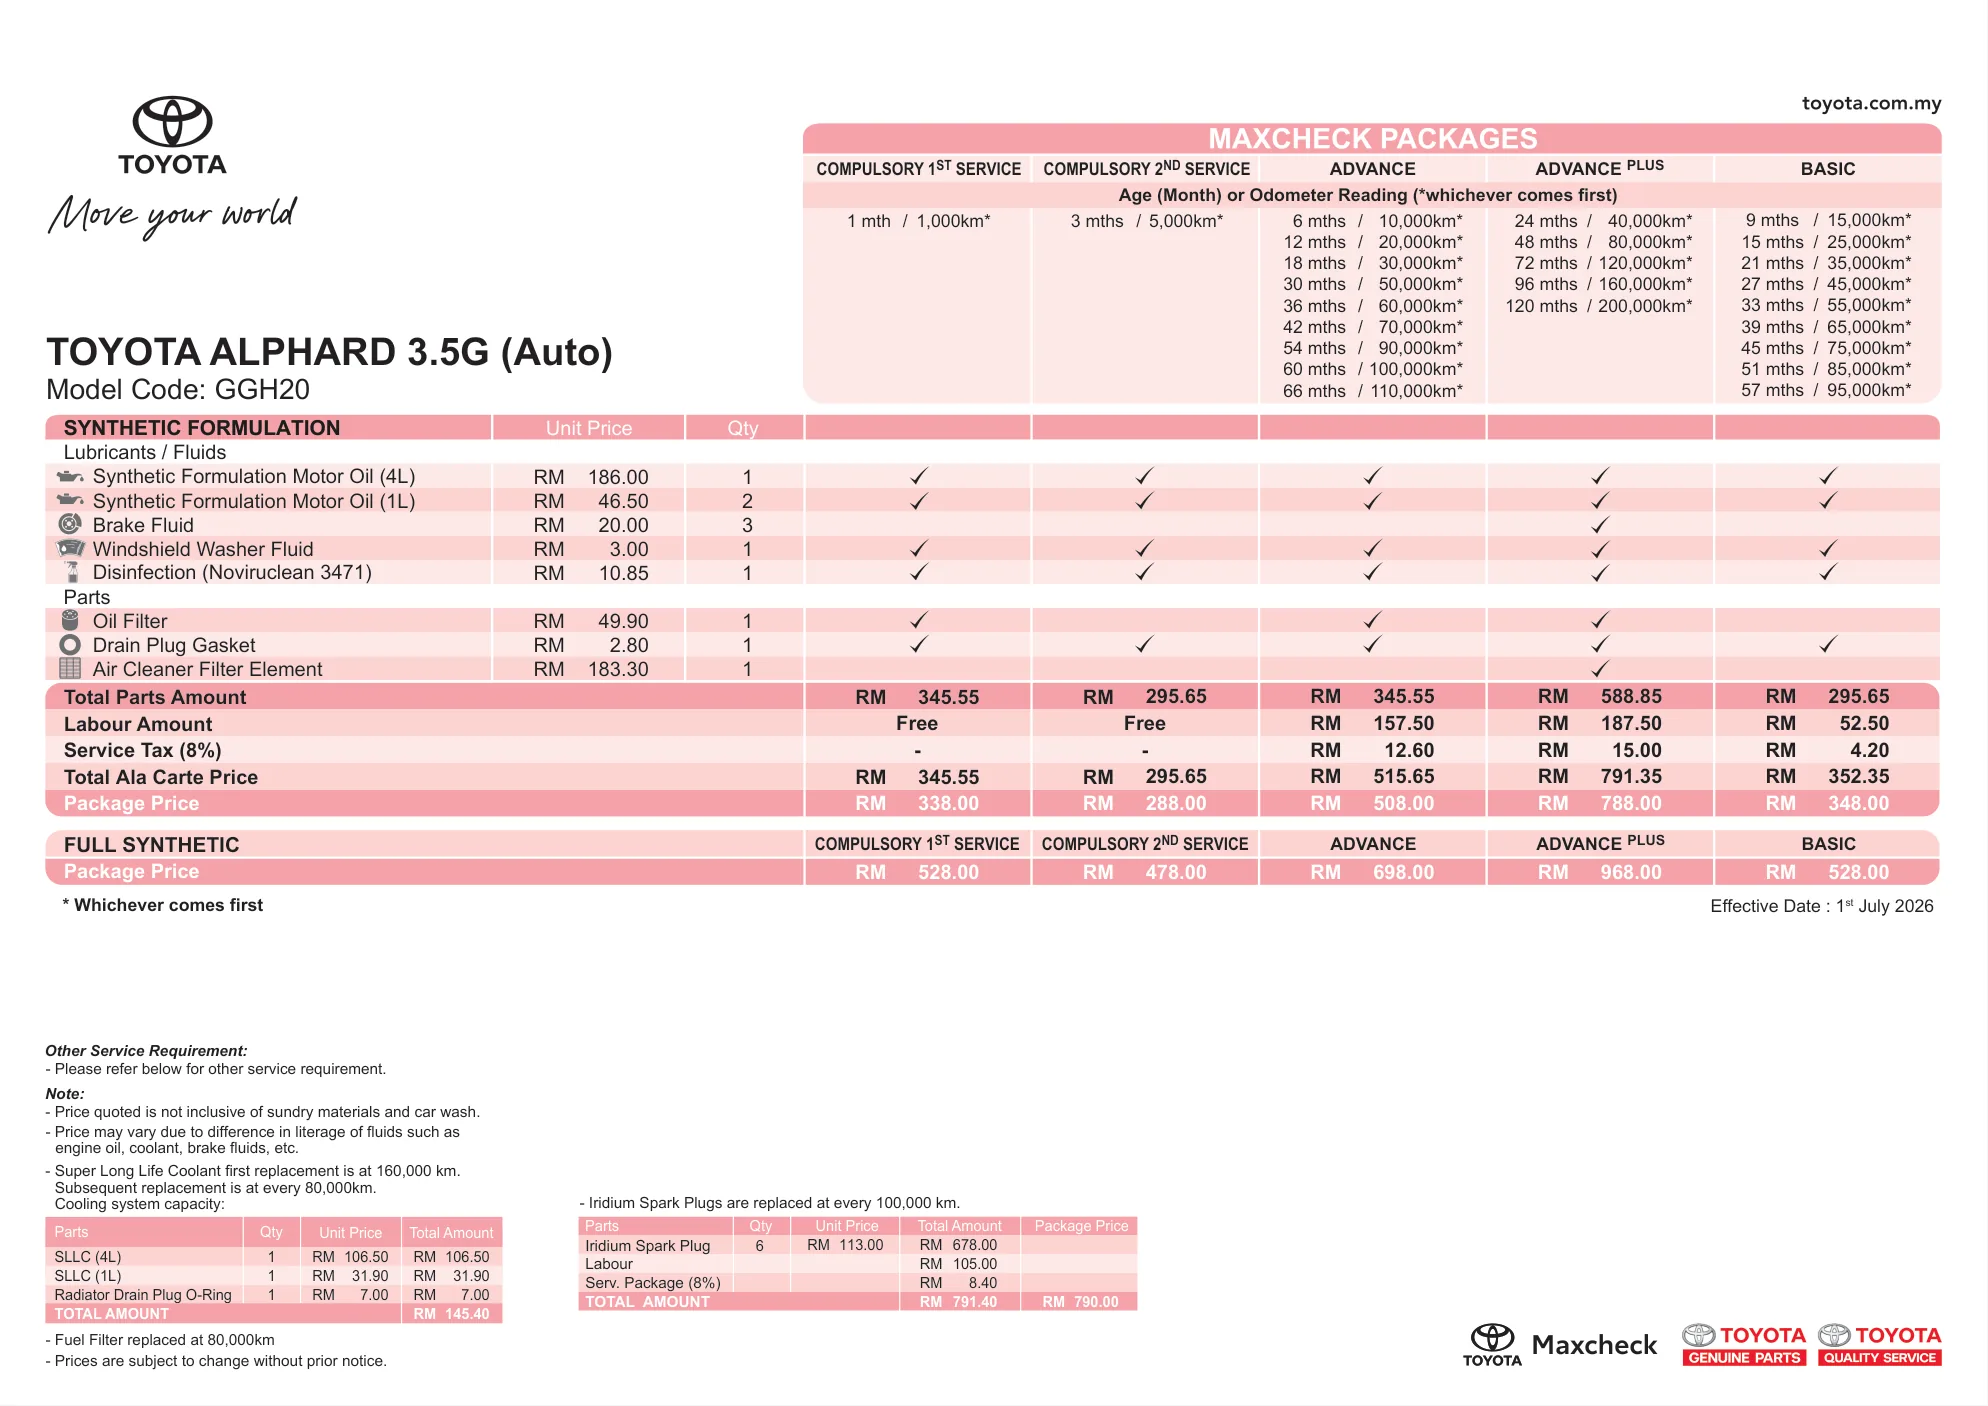 TOYOTA
Move your world
toyota.com.my
MAXCHECK PACKAGES
COMPULSORY 1ST SERVICE COMPULSORY 2ND SERVICE ADVANCE ADVANCE PLUS BASIC
Age (Month) or Odometer Reading (*whichever comes first)
1 mth / 1,000km* 3 mths / 5,000km* 6 mths / 10,000km* 24 mths / 40,000km* 9 mths / 15,000km*
12 mths / 20,000km* 48 mths / 80,000km* 15 mths / 25,000km*
18 mths / 30,000km* 72 mths / 120,000km* 21 mths / 35,000km*
30 mths / 50,000km* 96 mths / 160,000km* 27 mths / 45,000km*
36 mths / 60,000km* 120 mths / 200,000km* 33 mths / 55,000km*
42 mths / 70,000km* 39 mths / 65,000km*
54 mths / 90,000km* 45 mths / 75,000km*
60 mths / 100,000km* 51 mths / 85,000km*
66 mths / 110,000km* 57 mths / 95,000km*
TOYOTA ALPHARD 3.5G (Auto)
Model Code: GGH20
SYNTHETIC FORMULATION Unit Price Qty
Lubricants / Fluids
Synthetic Formulation Motor Oil (4L) RM 186.00 1 ✓ ✓ ✓ ✓ ✓
Synthetic Formulation Motor Oil (1L) RM 46.50 2 ✓ ✓ ✓ ✓ ✓
Brake Fluid RM 20.00 3 ✓
Windshield Washer Fluid RM 3.00 1 ✓ ✓ ✓ ✓ ✓
Disinfection (Noviruclean 3471) RM 10.85 1 ✓ ✓ ✓ ✓ ✓
Parts
Oil Filter RM 49.90 1 ✓ ✓ ✓
Drain Plug Gasket RM 2.80 1 ✓ ✓ ✓ ✓ ✓
Air Cleaner Filter Element RM 183.30 1 ✓
Total Parts Amount RM 345.55 RM 295.65 RM 345.55 RM 588.85 RM 295.65
Labour Amount Free Free RM 157.50 RM 187.50 RM 52.50
Service Tax (8%) - - RM 12.60 RM 15.00 RM 4.20
Total Ala Carte Price RM 345.55 RM 295.65 RM 515.65 RM 791.35 RM 352.35
Package Price RM 338.00 RM 288.00 RM 508.00 RM 788.00 RM 348.00
FULL SYNTHETIC COMPULSORY 1ST SERVICE COMPULSORY 2ND SERVICE ADVANCE ADVANCE PLUS BASIC
Package Price RM 528.00 RM 478.00 RM 698.00 RM 968.00 RM 528.00
* Whichever comes first
Effective Date : 1st July 2026
Other Service Requirement:
- Please refer below for other service requirement.
Note:
- Price quoted is not inclusive of sundry materials and car wash.
- Price may vary due to difference in literage of fluids such as
engine oil, coolant, brake fluids, etc.
- Super Long Life Coolant first replacement is at 160,000 km.
Subsequent replacement is at every 80,000km.
Cooling system capacity:
Parts Qty Unit Price Total Amount
SLLC (4L) 1 RM 106.50 RM 106.50
SLLC (1L) 1 RM 31.90 RM 31.90
Radiator Drain Plug O-Ring 1 RM 7.00 RM 7.00
TOTAL AMOUNT RM 145.40
- Fuel Filter replaced at 80,000km
- Prices are subject to change without prior notice.
- Iridium Spark Plugs are replaced at every 100,000 km.
Parts Qty Unit Price Total Amount Package Price
Iridium Spark Plug 6 RM 113.00 RM 678.00
Labour RM 105.00
Serv. Package (8%) RM 8.40
TOTAL AMOUNT RM 791.40 RM 790.00
TOYOTA Maxcheck
TOYOTA
GENUINE PARTS
TOYOTA
QUALITY SERVICE